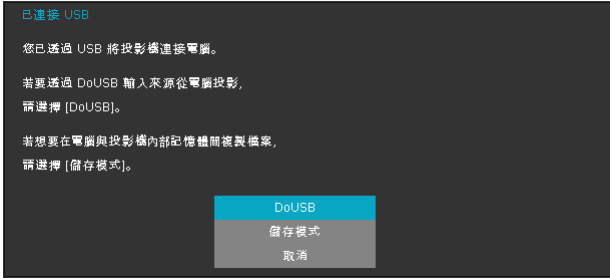 已連接 USB
您已透過 USB 將投影機連接電腦。
若要透過 DoUSB 輸入來源從電腦投影,
請選擇 [DoUSB]。
若想要在電腦與投影機內部記憶體間複製檔案,
請選擇 [儲存模式]。
DoUSB
儲存模式
取消